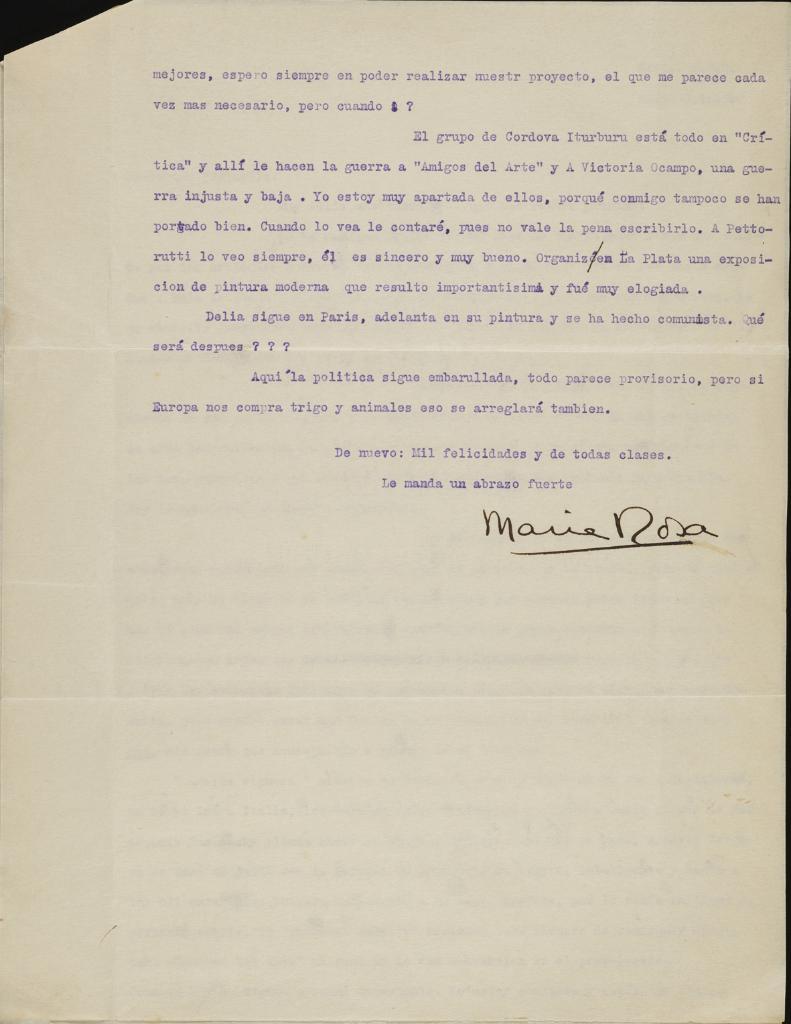 mejores, espero siempre en poder realizar nuestr proyecto, el que me parece cada
vez mas necesario, pero cuando ?
El grupo de Cordova Iturburu está todo en "Crí-
tica" y allí le hacen la guerra a "Amigos del Arte" y A Victoria Ocampo, una gue-
rra injusta y baja . Yo estoy muy apartada de ellos, porqué conmigo tampoco se han
portado bien. Cuando lo vea le contaré, pues no vale la pena escribirlo. A Petto-
rutti lo veo siempre, él es sincero y muy bueno. Organizó en La Plata una exposi-
cion de pintura moderna que resulto importantisima y fué muy elogiada .
Delia sigue en Paris, adelanta en su pintura y se ha hecho comunista. Qué
será despues ? ? ?
Aqui la politica sigue embarullada, todo parece provisorio, pero si
Europa nos compra trigo y animales eso se arreglará tambien.
De nuevo: Mil felicidades y de todas clases.
Le manda un abrazo fuerte
Maria Rosa